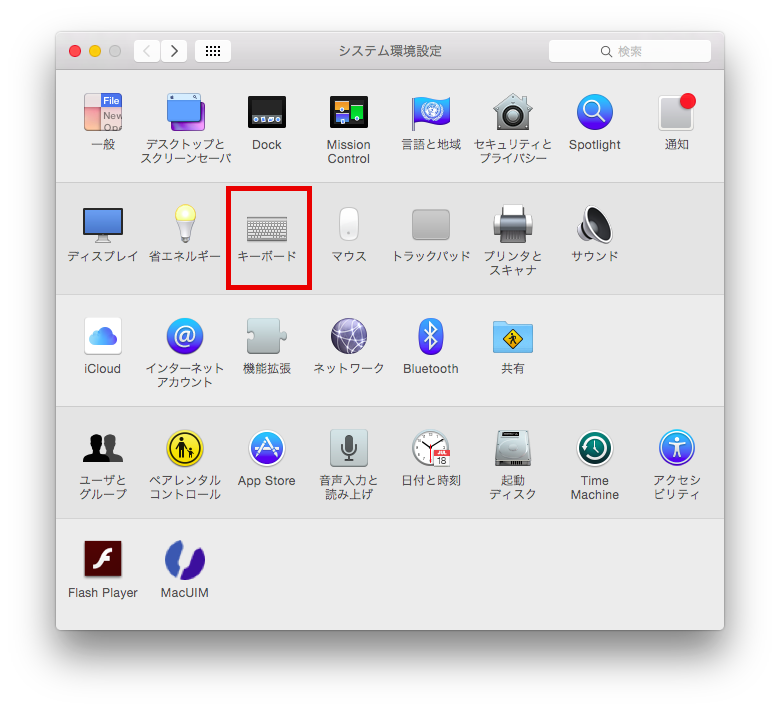 システム環境設定
検索
File
New
Ope
一般
デスクトップと
スクリーンセーバ
Dock
Mission
Control
言語と地域
セキュリティと
プライバシー
Spotlight
通知
ディスプレイ
省エネルギー
キーボード
マウス
トラックパッド
プリンタと
スキャナ
サウンド
iCloud
@
インターネット
アカウント
機能拡張
ネットワーク
Bluetooth
共有
ユーザと
グループ
ペアレンタル
コントロール
App Store
音声入力と
読み上げ
JUL
18
日付と時刻
起動
ディスク
Time
Machine
アクセシ
ビリティ
Flash Player
MacUIM